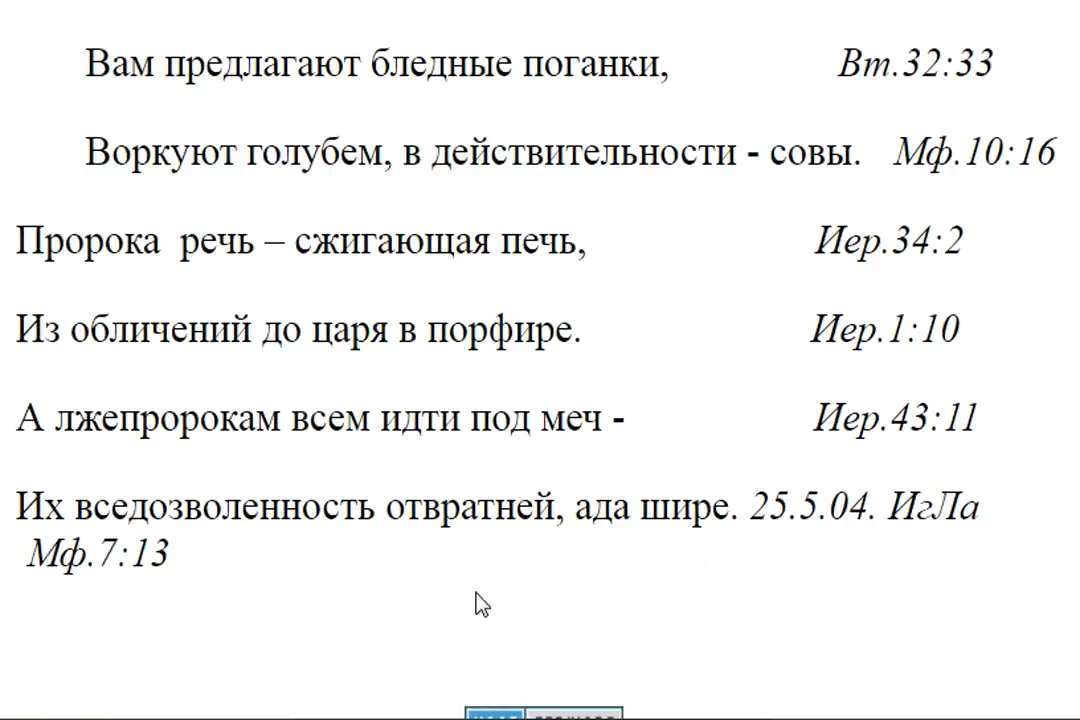 Вам предлагают бледные поганки, Вт.32:33
Воркуют голубем, в действительности - совы. Мф.10:16
Пророка речь – сжигающая печь, Иер.34:2
Из обличений до царя в порфире. Иер.1:10
А лжепророкам всем идти под меч - Иер.43:11
Их вседозволенность отвратней, ада шире. 25.5.04. ИгЛа
Мф.7:13